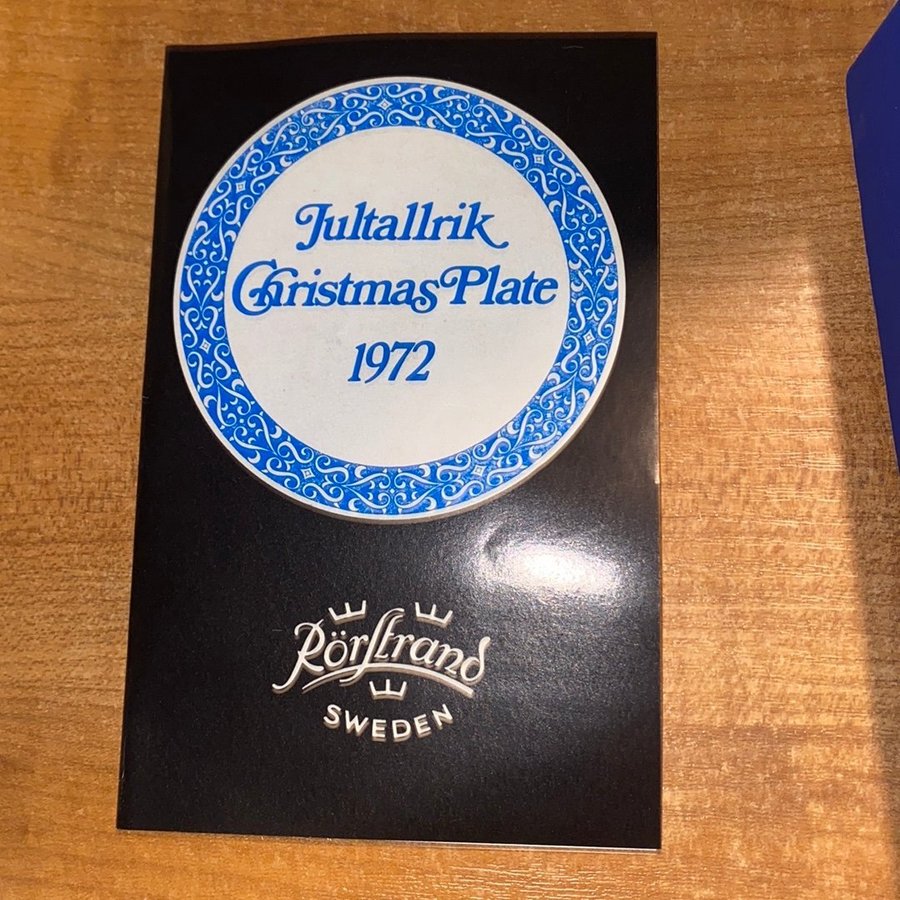 Jultallrik
Christmas Plate
1972
Rörstrand
SWEDEN